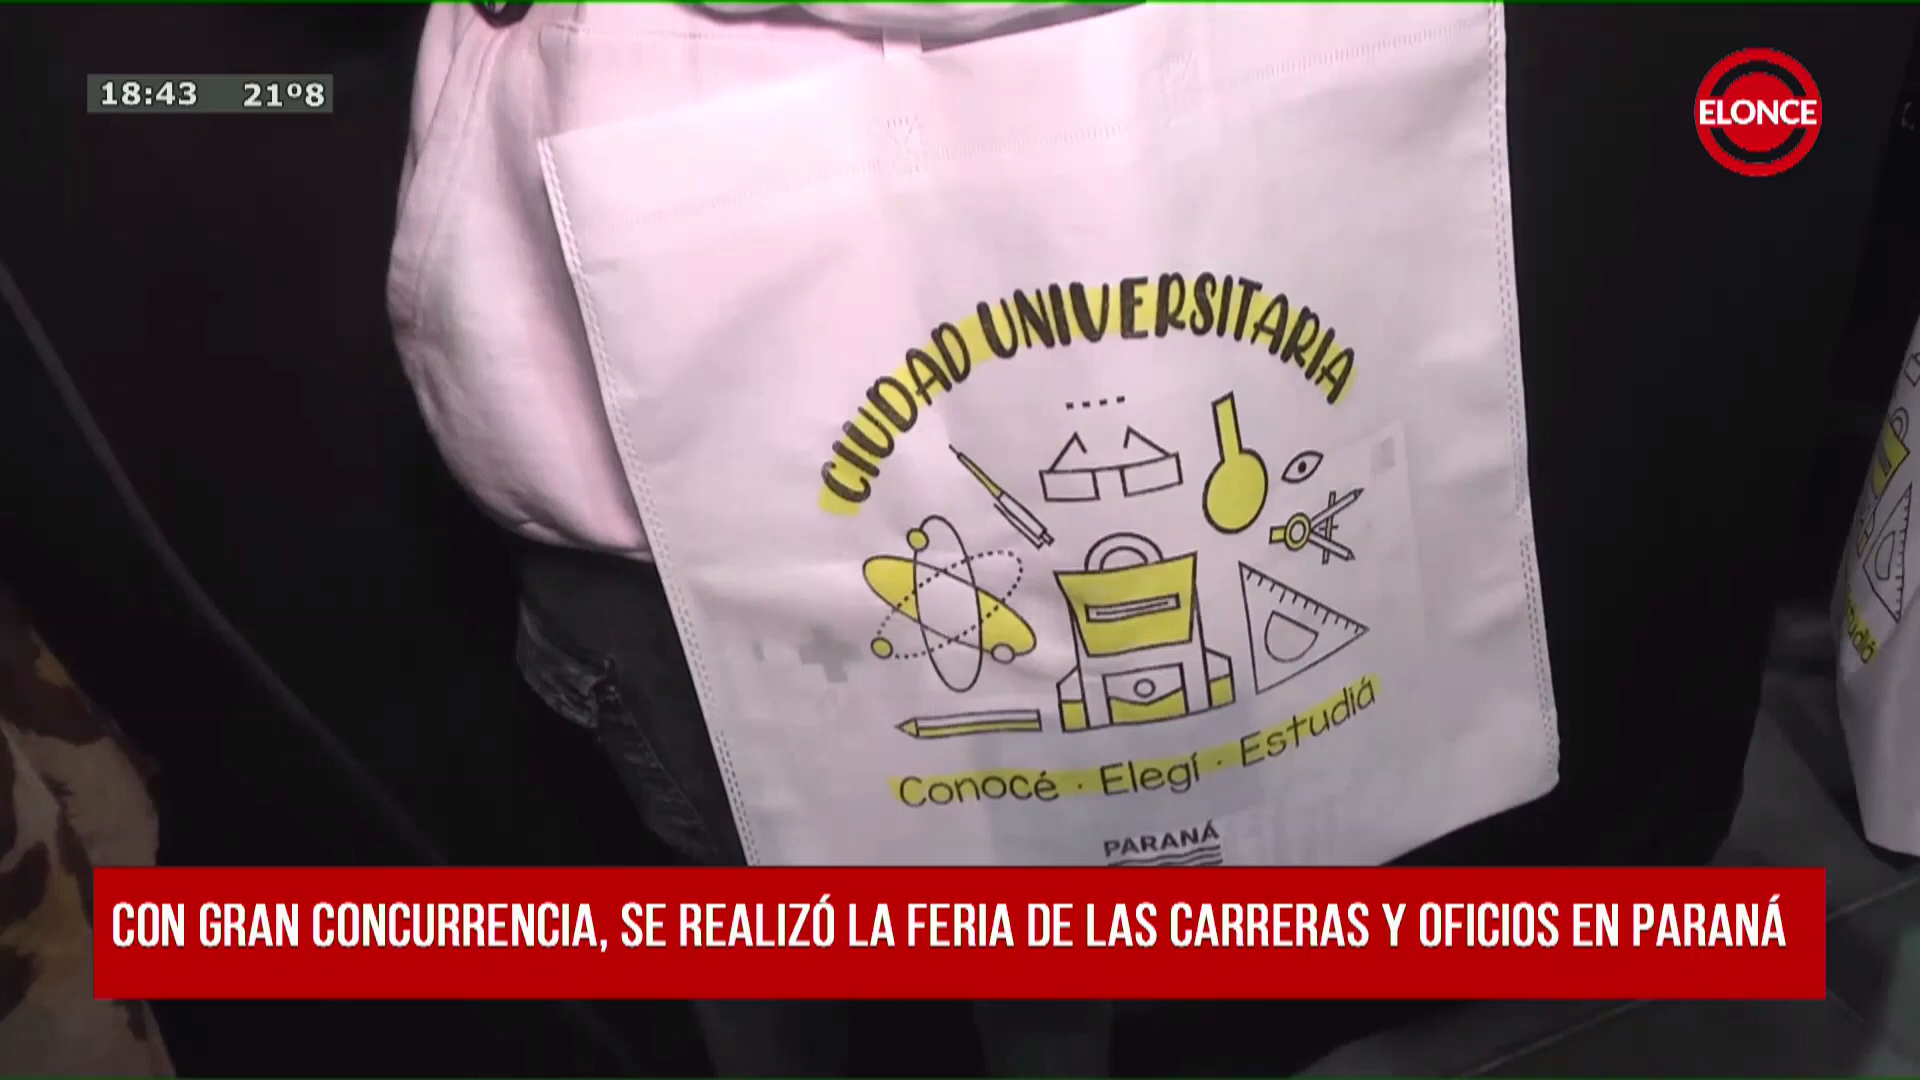 18:43 21º8
ELONCE
CIUDAD UNIVERSITARIA
Conocé · Elegí · Estudiá
PARANÁ
CON GRAN CONCURRENCIA, SE REALIZÓ LA FERIA DE LAS CARRERAS Y OFICIOS EN PARANÁ